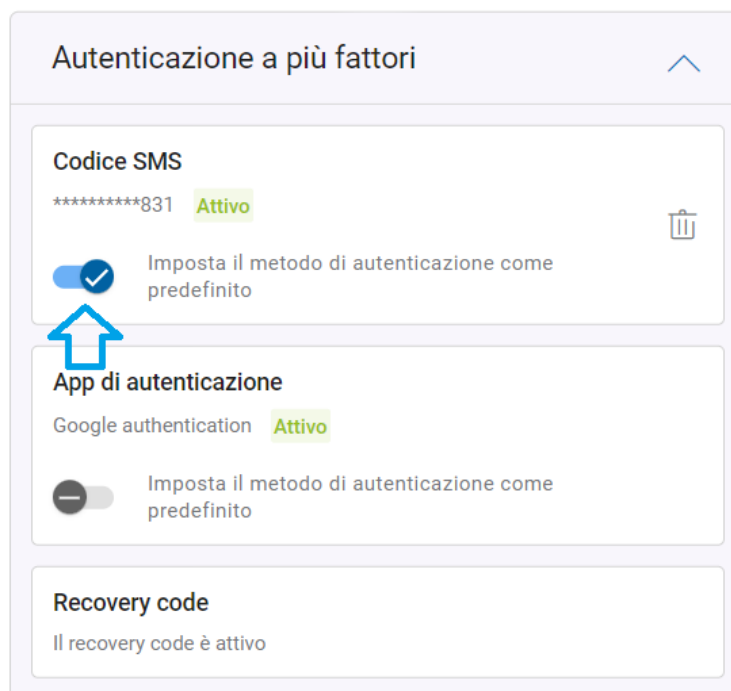 Autenticazione a più fattori
Codice SMS
**********831 Attivo
Imposta il metodo di autenticazione come
predefinito
App di autenticazione
Google authentication Attivo
Imposta il metodo di autenticazione come
predefinito
Recovery code
Il recovery code è attivo